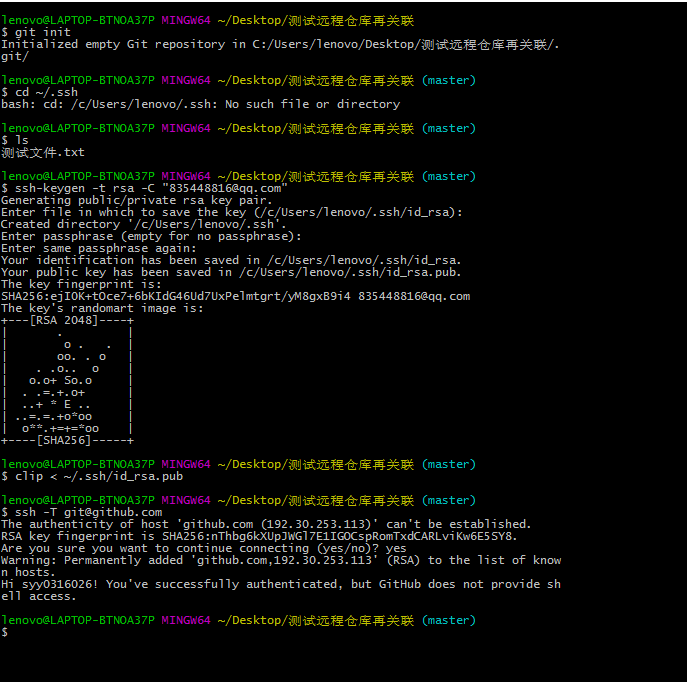 lenovo@LAPTOP-BTNOA37P MINGW64 ~/Desktop/测试远程仓库再关联
$ git init
Initialized empty Git repository in C:/Users/lenovo/Desktop/测试远程仓库再关联/.
git/
lenovo@LAPTOP-BTNOA37P MINGW64 ~/Desktop/测试远程仓库再关联 (master)
$ cd ~/.ssh
bash: cd: /c/Users/lenovo/.ssh: No such file or directory
lenovo@LAPTOP-BTNOA37P MINGW64 ~/Desktop/测试远程仓库再关联 (master)
$ ls
测试文件.txt
lenovo@LAPTOP-BTNOA37P MINGW64 ~/Desktop/测试远程仓库再关联 (master)
$ ssh-keygen -t rsa -C "835448816@qq.com"
Generating public/private rsa key pair.
Enter file in which to save the key (/c/Users/lenovo/.ssh/id_rsa):
Created directory '/c/Users/lenovo/.ssh'.
Enter passphrase (empty for no passphrase):
Enter same passphrase again:
Your identification has been saved in /c/Users/lenovo/.ssh/id_rsa.
Your public key has been saved in /c/Users/lenovo/.ssh/id_rsa.pub.
The key fingerprint is:
SHA256:ejIOK+tOce7+6bKIdG46Ud7UxPelmtgrt/yM8gxB9i4 835448816@qq.com
The key's randomart image is:
+---[RSA 2048]----+
|       .         |
|        o .   .  |
|       oo. . o   |
|    . .o..  o    |
|   o.o+ So.o     |
|  . .=.+.o+      |
|  ..+ * E ..     |
| ..=.=.+o*oo     |
|  o**.+=+=*oo    |
+----[SHA256]-----+
lenovo@LAPTOP-BTNOA37P MINGW64 ~/Desktop/测试远程仓库再关联 (master)
$ clip < ~/.ssh/id_rsa.pub
lenovo@LAPTOP-BTNOA37P MINGW64 ~/Desktop/测试远程仓库再关联 (master)
$ ssh -T git@github.com
The authenticity of host 'github.com (192.30.253.113)' can't be established.
RSA key fingerprint is SHA256:nThbg6kXUpJWGl7E1IGOCspRomTxdCARLviKw6E5SY8.
Are you sure you want to continue connecting (yes/no)? yes
Warning: Permanently added 'github.com,192.30.253.113' (RSA) to the list of know
n hosts.
Hi syy0316026! You've successfully authenticated, but GitHub does not provide sh
ell access.
lenovo@LAPTOP-BTNOA37P MINGW64 ~/Desktop/测试远程仓库再关联 (master)
$